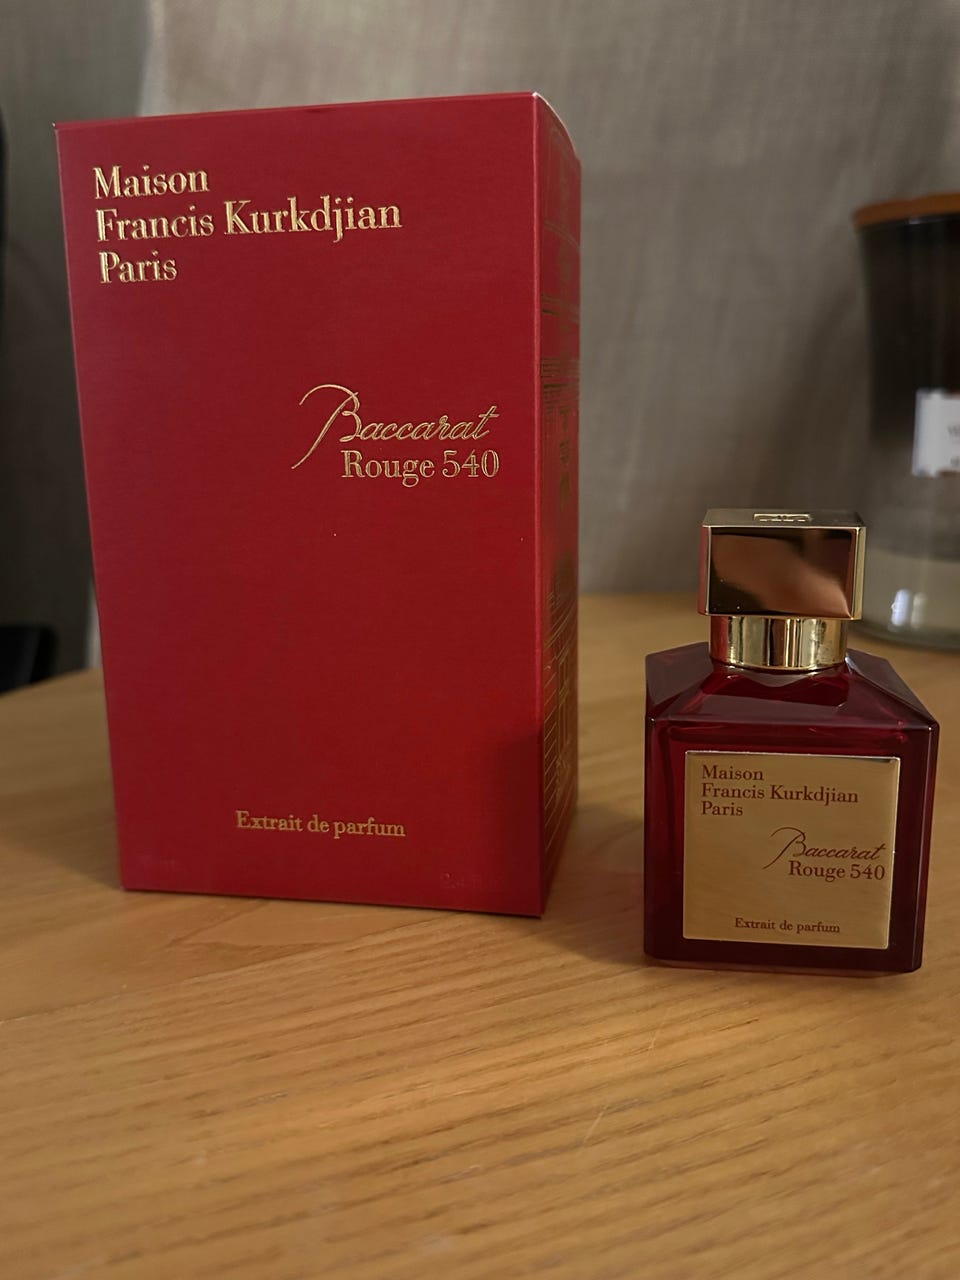 Maison
Francis Kurkdjian
Paris
Baccarat
Rouge 540
Extrait de parfum
Maison
Francis Kurkdjian
Paris
Baccarat
Rouge 540
Extrait de parfum